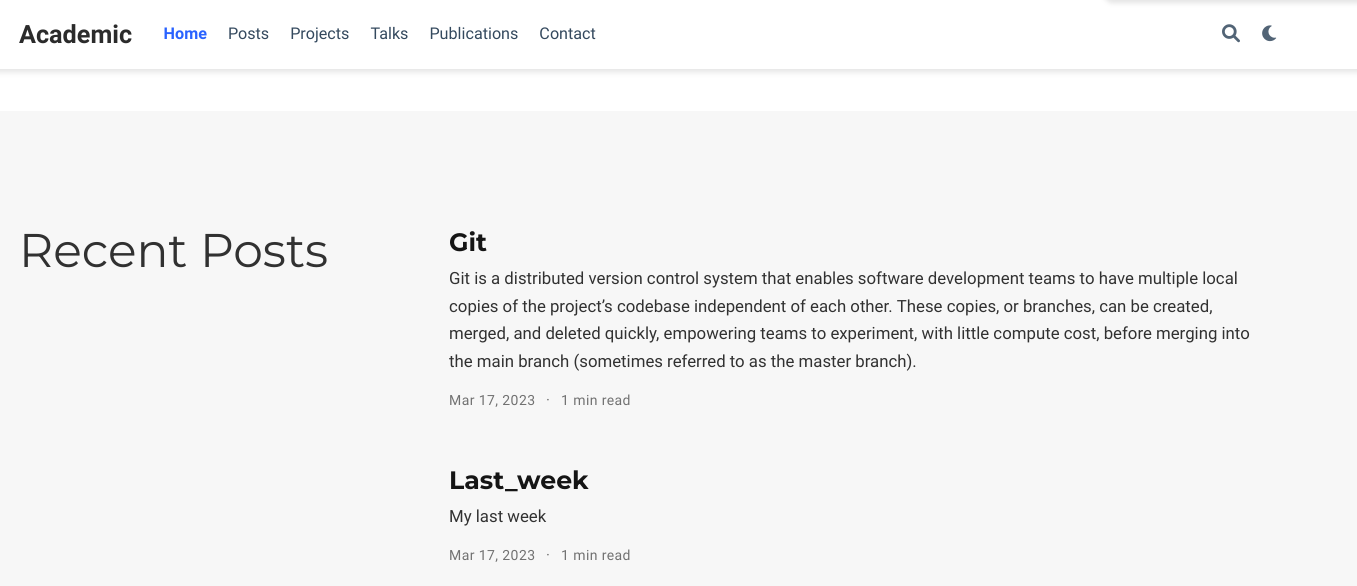 Academic Home Posts Projects Talks Publications Contact
Recent Posts
Git
Git is a distributed version control system that enables software development teams to have multiple local
copies of the project’s codebase independent of each other. These copies, or branches, can be created,
merged, and deleted quickly, empowering teams to experiment, with little compute cost, before merging into
the main branch (sometimes referred to as the master branch).
Mar 17, 2023 · 1 min read
Last_week
My last week
Mar 17, 2023 · 1 min read